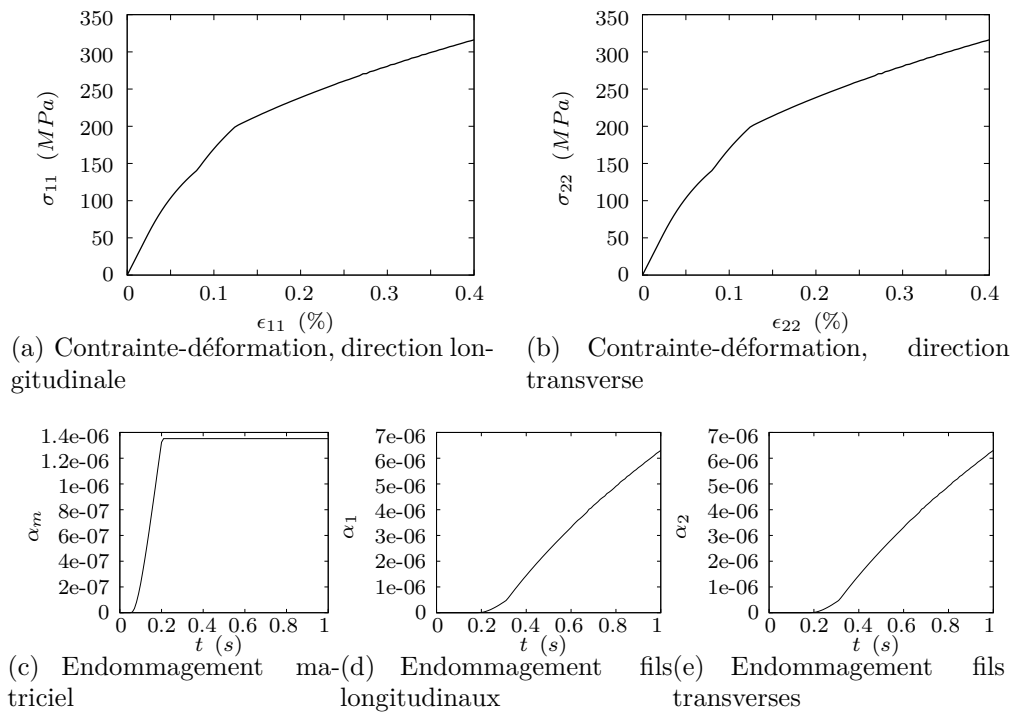 350
300
250
200
150
100
50
0
σ11 (MPa)
0 0.1 0.2 0.3 0.4
ϵ11 (%)
(a) Contrainte-déformation, direction lon-
gitudinale
350
300
250
200
150
100
50
0
σ22 (MPa)
0 0.1 0.2 0.3 0.4
ϵ22 (%)
(b) Contrainte-déformation, direction
transverse
1.4e-06
1.2e-06
1e-06
8e-07
6e-07
4e-07
2e-07
0
αm
0 0.2 0.4 0.6 0.8 1
t (s)
(c) Endommagement ma-
triciel
7e-06
6e-06
5e-06
4e-06
3e-06
2e-06
1e-06
0
α1
0 0.2 0.4 0.6 0.8 1
t (s)
(d) Endommagement fils
longitudinaux
7e-06
6e-06
5e-06
4e-06
3e-06
2e-06
1e-06
0
α2
0 0.2 0.4 0.6 0.8 1
t (s)
(e) Endommagement fils
transverses